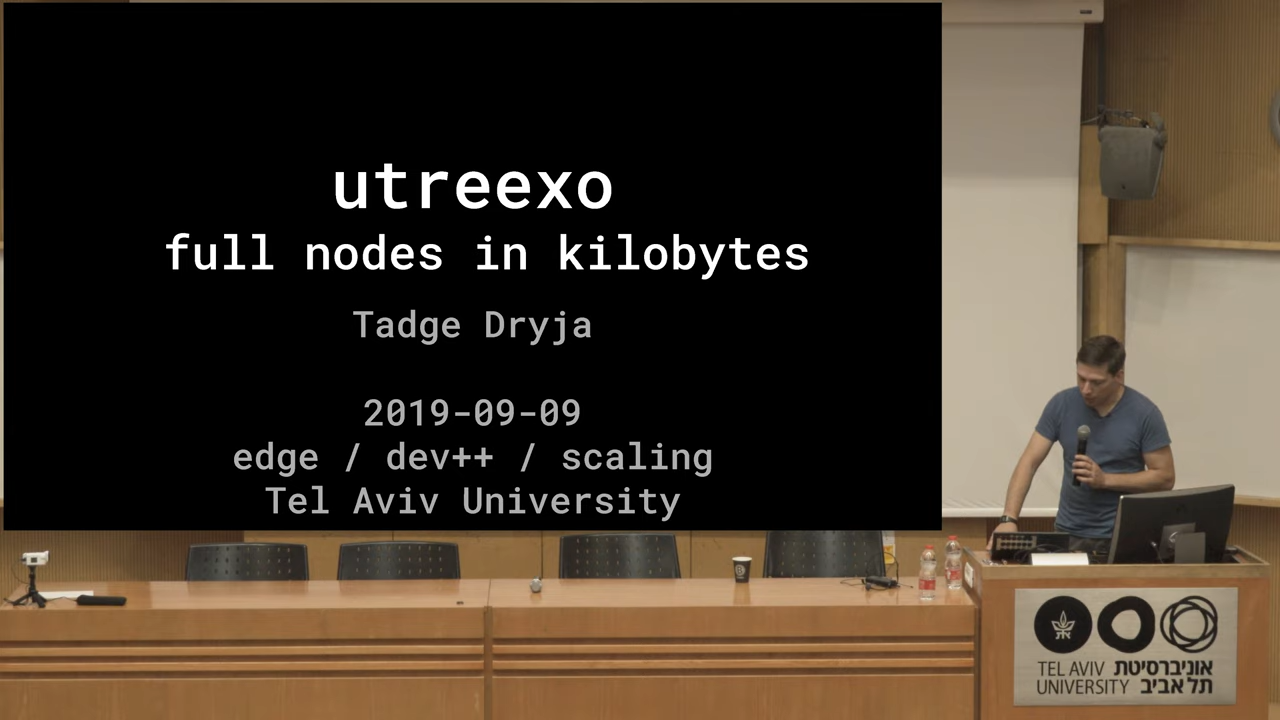 utreexo
full nodes in kilobytes
Tadge Dryja
2019-09-09
edge / dev++ / scaling
Tel Aviv University
TEL AVIV אוניברסיטת
UNIVERSITY תל אביב